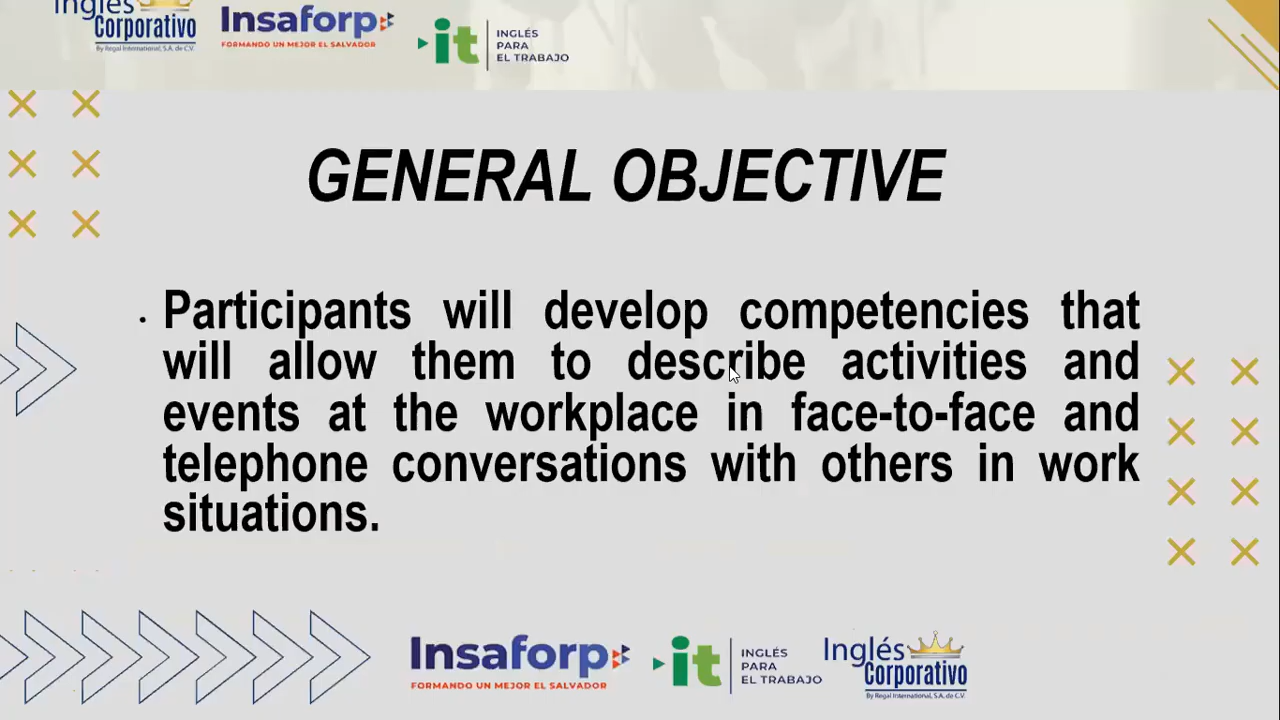 Inglés
Corporativo
By Regal International, S.A. de C.V.
Insaforp
FORMANDO UN MEJOR EL SALVADOR
it
INGLÉS
PARA
EL TRABAJO
GENERAL OBJECTIVE
• Participants will develop competencies that
will allow them to describe activities and
events at the workplace in face-to-face and
telephone conversations with others in work
situations.
Insaforp
FORMANDO UN MEJOR EL SALVADOR
it
INGLÉS
PARA
EL TRABAJO
Inglés
Corporativo
By Regal International, S.A. de C.V.